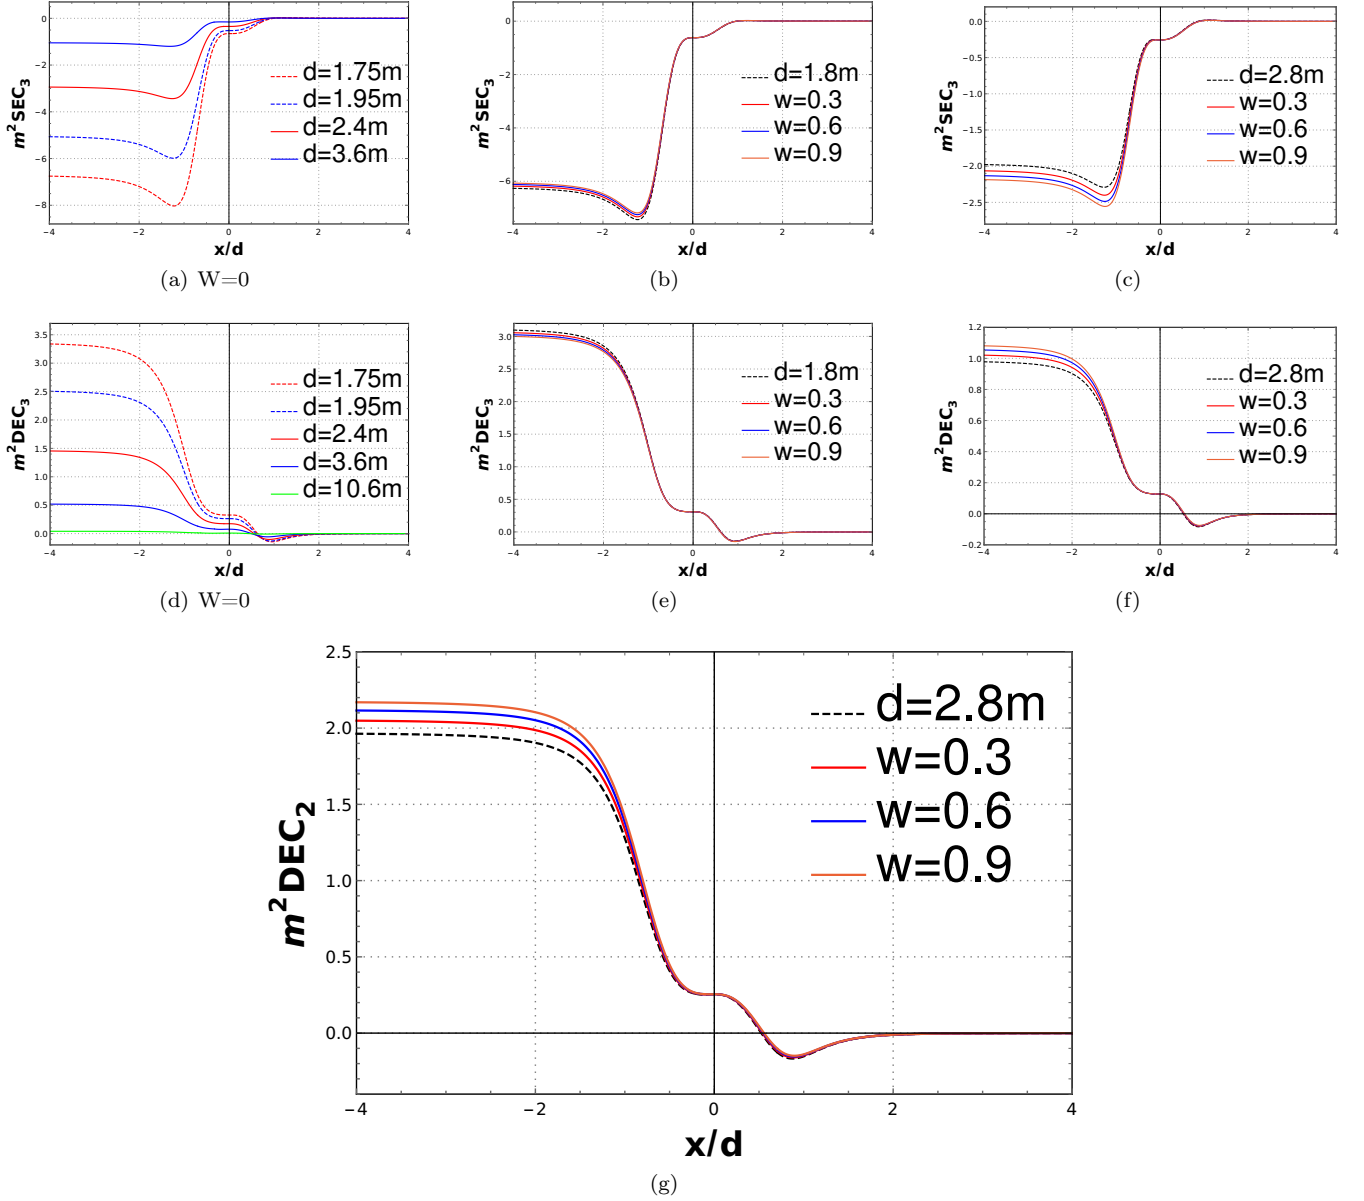 0
−2
−4
−6
−8
−4
−2
0
2
4
m²SEC₃
x/d
d=1.75m
d=1.95m
d=2.4m
d=3.6m
(a) W=0
0
−2
−4
−6
−4
−2
0
2
4
m²SEC₃
x/d
d=1.8m
w=0.3
w=0.6
w=0.9
(b)
0.0
−0.5
−1.0
−1.5
−2.0
−2.5
−4
−2
0
2
4
m²SEC₃
x/d
d=2.8m
w=0.3
w=0.6
w=0.9
(c)
3.5
3.0
2.5
2.0
1.5
1.0
0.5
0.0
−4
−2
0
2
4
m²DEC₃
x/d
d=1.75m
d=1.95m
d=2.4m
d=3.6m
d=10.6m
(d) W=0
3.0
2.5
2.0
1.5
1.0
0.5
0.0
−4
−2
0
2
4
m²DEC₃
x/d
d=1.8m
w=0.3
w=0.6
w=0.9
(e)
1.2
1.0
0.8
0.6
0.4
0.2
0.0
−0.2
−4
−2
0
2
4
m²DEC₃
x/d
d=2.8m
w=0.3
w=0.6
w=0.9
(f)
2.5
2.0
1.5
1.0
0.5
0.0
−4
−2
0
2
4
m²DEC₂
x/d
d=2.8m
w=0.3
w=0.6
w=0.9
(g)